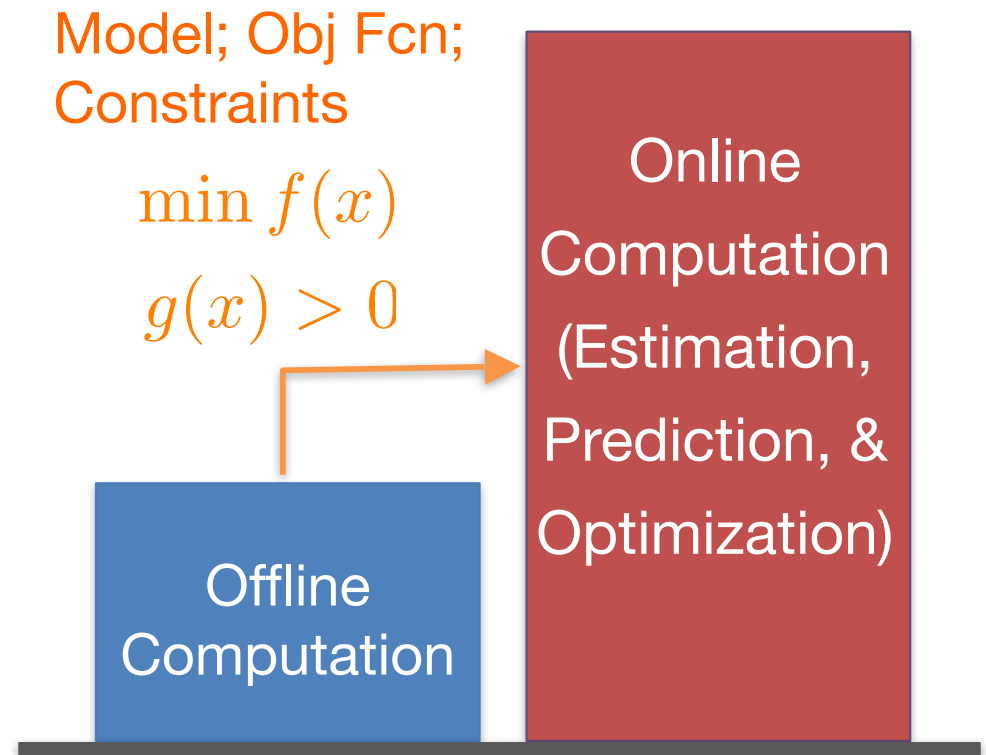 Model; Obj Fcn;
Constraints
min f(x)
g(x) > 0
Online
Computation
(Estimation,
Prediction, &
Optimization)
Offline
Computation